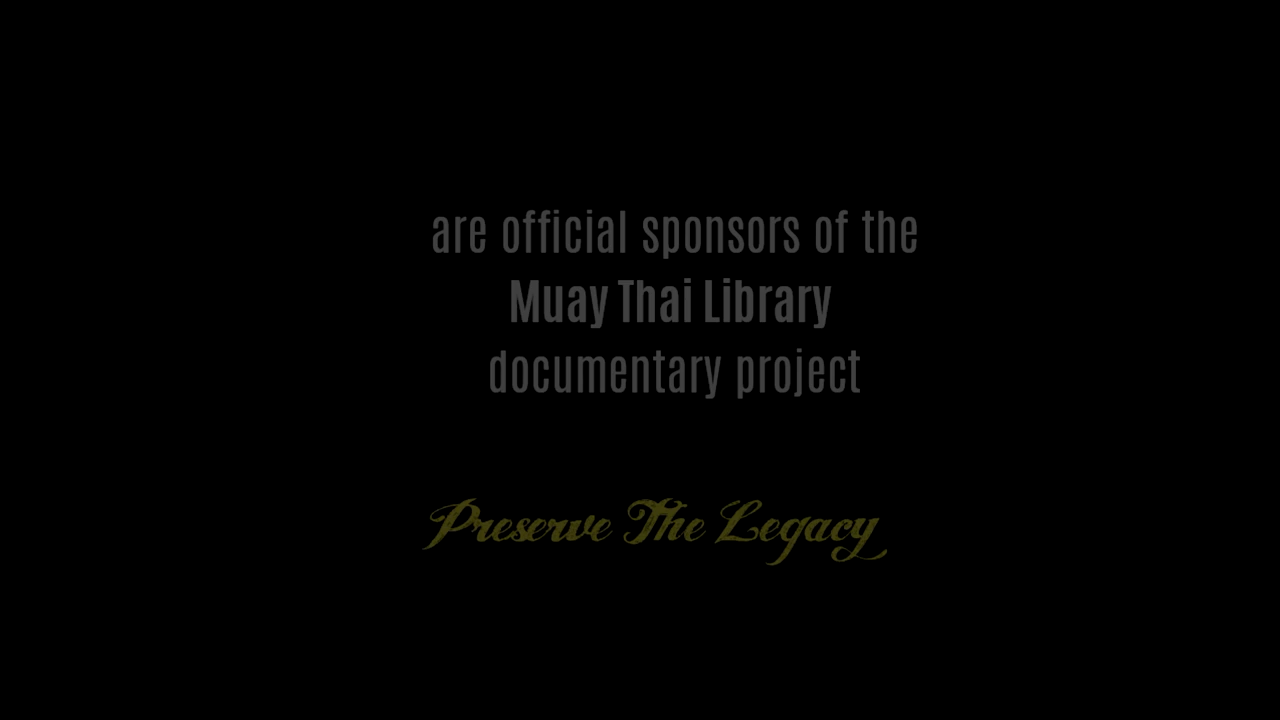 are official sponsors of the
Muay Thai Library
documentary project
Preserve The Legacy